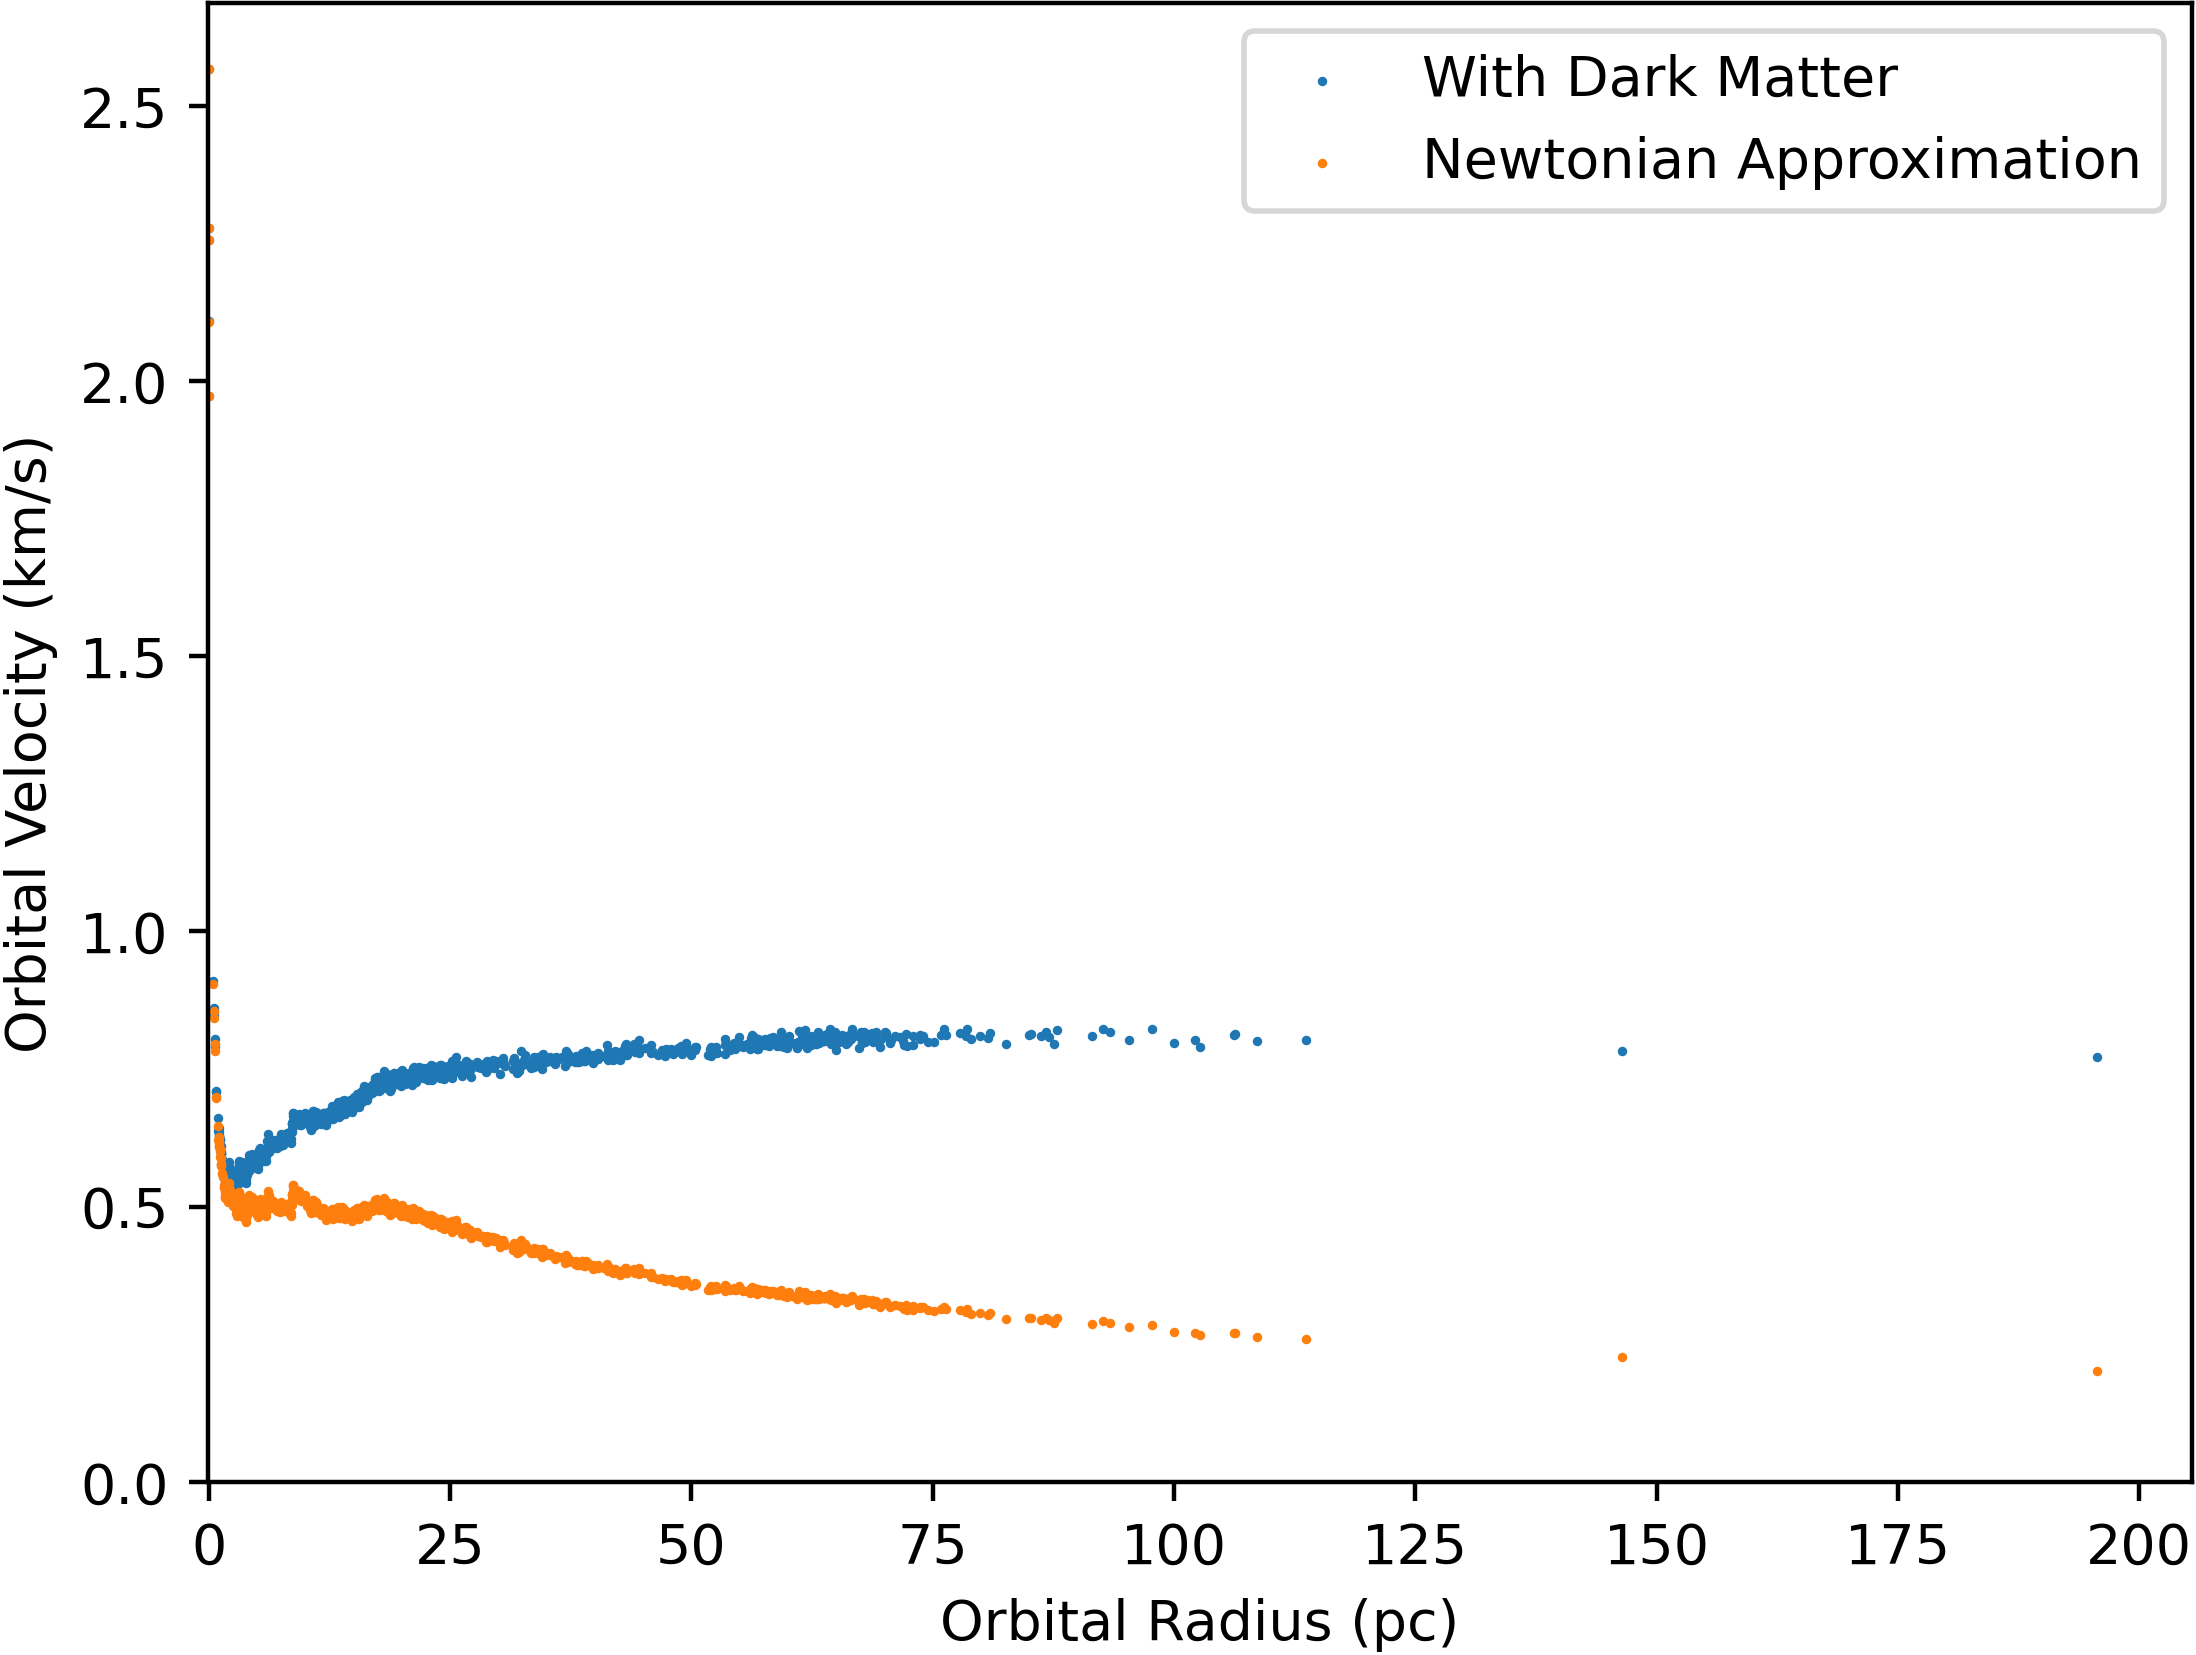 With Dark Matter
Newtonian Approximation
2.5
2.0
1.5
1.0
0.5
0.0
Orbital Velocity (km/s)
0 25 50 75 100 125 150 175 200
Orbital Radius (pc)